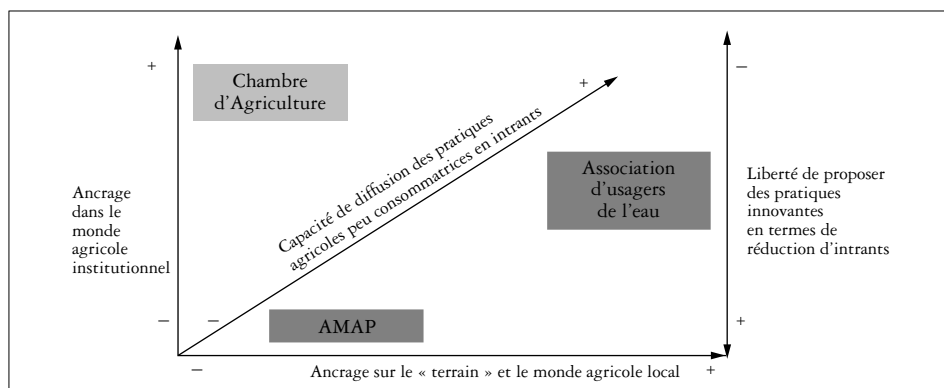 +
Chambre
d'Agriculture
Ancrage
dans le
monde
agricole
institutionnel
–
–
Capacité de diffusion des pratiques
agricoles peu consommatrices en intrants
+
AMAP
Association
d'usagers
de l'eau
–
Liberté de proposer
des pratiques
innovantes
en termes de
réduction d'intrants
+
–
Ancrage sur le « terrain » et le monde agricole local
+